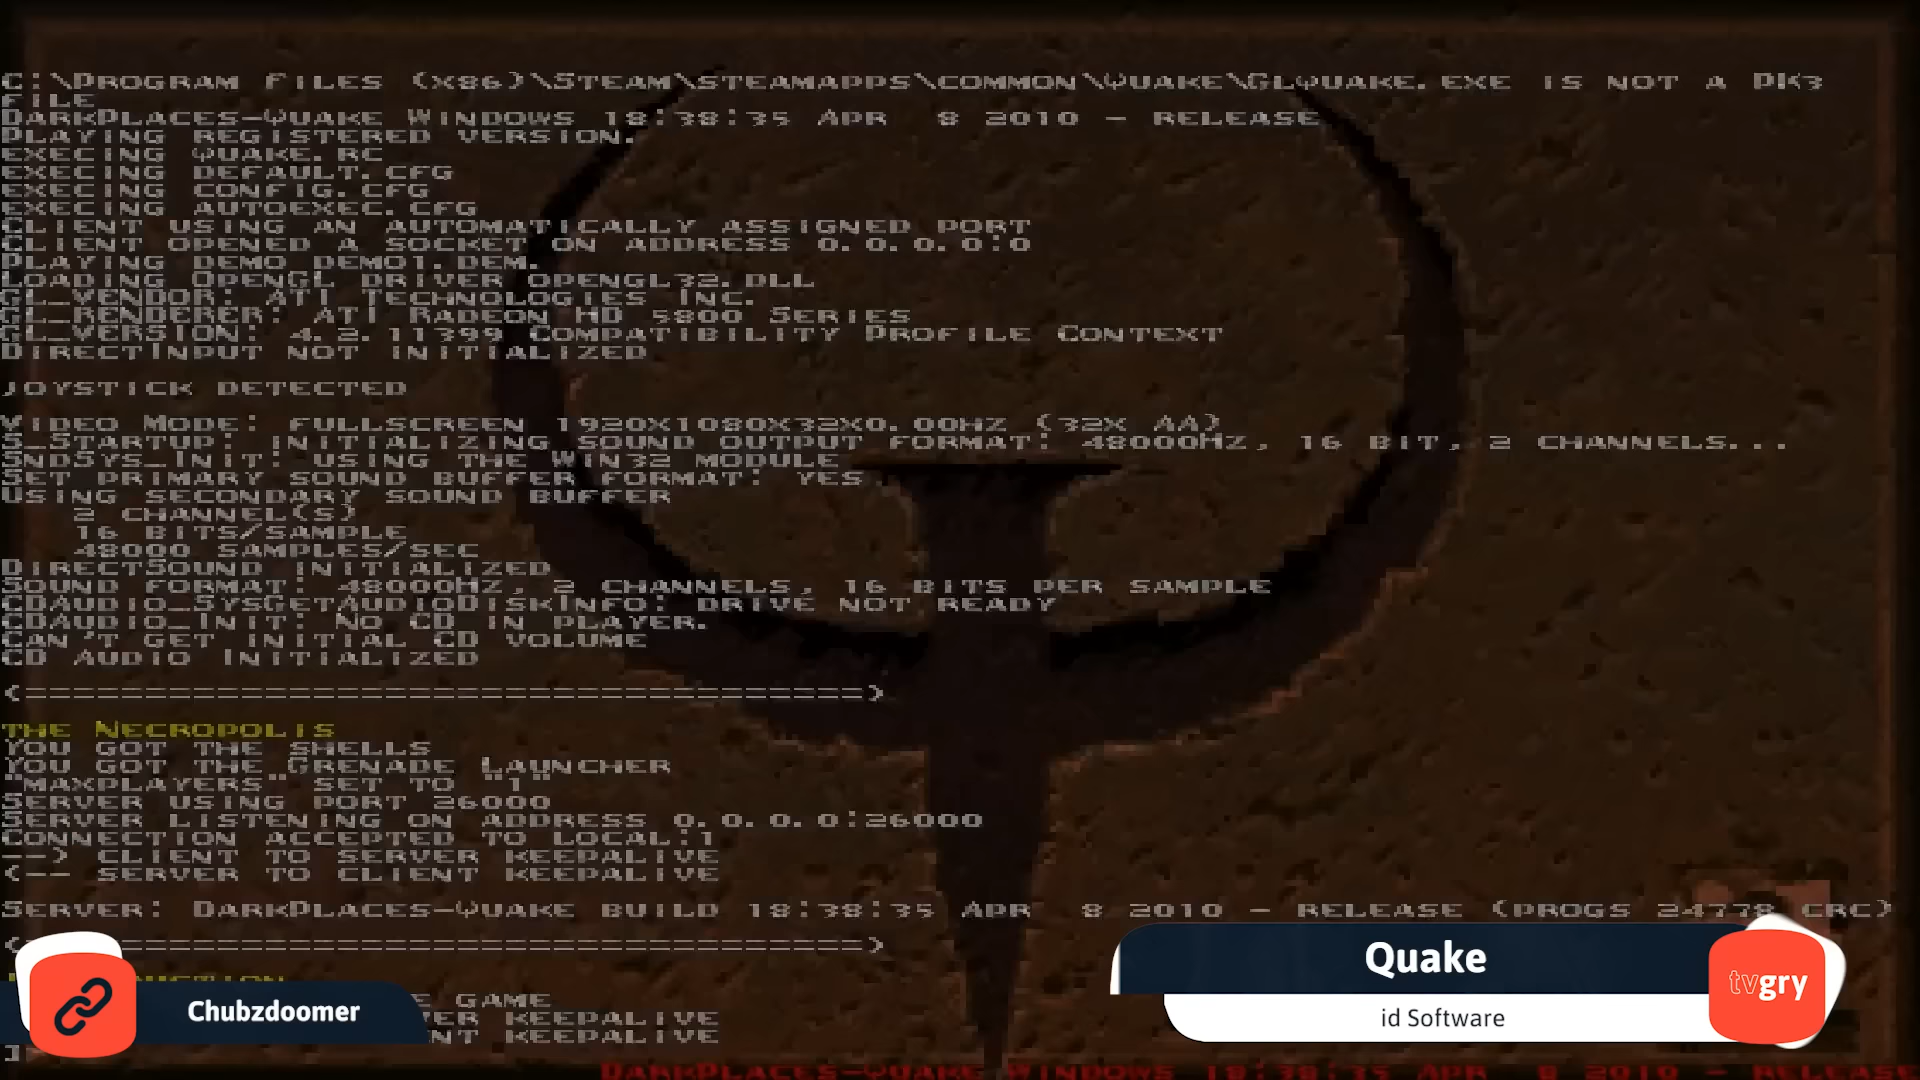 C:\PROGRAM FILES (X86)\STEAM\STEAMAPPS\COMMON\QUAKE\GLQUAKE.EXE IS NOT A PK3
FILE
DARKPLACES-QUAKE WINDOWS 18:38:35 APR  8 2010 - RELEASE
PLAYING REGISTERED VERSION.
EXECING QUAKE.RC
EXECING DEFAULT.CFG
EXECING CONFIG.CFG
EXECING AUTOEXEC.CFG
CLIENT USING AN AUTOMATICALLY ASSIGNED PORT
CLIENT OPENED A SOCKET ON ADDRESS 0.0.0.0:0
PLAYING DEMO DEMO1.DEM.
LOADING OPENGL DRIVER OPENGL32.DLL
GL_VENDOR: ATI TECHNOLOGIES INC.
GL_RENDERER: ATI RADEON HD 5800 SERIES
GL_VERSION: 4.2.11399 COMPATIBILITY PROFILE CONTEXT
DIRECTINPUT NOT INITIALIZED
JOYSTICK DETECTED
VIDEO MODE: FULLSCREEN 1920X1080X32X0.00HZ (32X AA)
S_STARTUP: INITIALIZING SOUND OUTPUT FORMAT: 48000HZ, 16 BIT, 2 CHANNELS...
SNDSYS_INIT: USING THE WIN32 MODULE
SET PRIMARY SOUND BUFFER FORMAT: YES
USING SECONDARY SOUND BUFFER
2 CHANNEL(S)
16 BITS/SAMPLE
48000 SAMPLES/SEC
DIRECTSOUND INITIALIZED
SOUND FORMAT: 48000HZ, 2 CHANNELS, 16 BITS PER SAMPLE
CDAUDIO_SYSGETAUDIODISKINFO: DRIVE NOT READY
CDAUDIO_INIT: NO CD IN PLAYER.
CAN'T GET INITIAL CD VOLUME
CD AUDIO INITIALIZED
<===================================>
THE NECROPOLIS
YOU GOT THE SHELLS
YOU GOT THE GRENADE LAUNCHER
"MAXPLAYERS" SET TO "1"
SERVER USING PORT 26000
SERVER LISTENING ON ADDRESS 0.0.0.0:26000
CONNECTION ACCEPTED TO LOCAL:1
--> CLIENT TO SERVER KEEPALIVE
<-- SERVER TO CLIENT KEEPALIVE
SERVER: DARKPLACES-QUAKE BUILD 18:38:35 APR  8 2010 - RELEASE (PROGS 24778 CRC)
<===================================>
GAME
KEEPALIVE
KEEPALIVE
]
Chubzdoomer
Quake
id Software
tvgry
DARKPLACES-QUAKE WINDOWS 18:38:35 APR  8 2010 - RELEASE